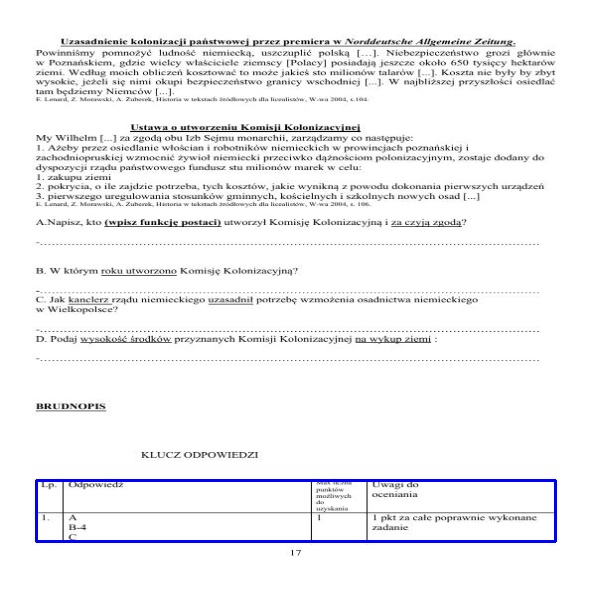 Uzasadnienie kolonizacji państwowej przez premiera w Norddeutsche Allgemeine Zeitung.
Powinniśmy pomnożyć ludność niemiecką, uszczuplić polską [...]. Niebezpieczeństwo grozi głównie
w Poznańskiem, gdzie wielcy właściciele ziemscy [Polacy] posiadają jeszcze około 650 tysięcy hektarów
ziemi. Według moich obliczeń kosztować to może jakieś sto milionów talarów [...]. Koszta nie były by zbyt
wysokie, jeżeli się nimi okupi bezpieczeństwo granicy wschodniej [...]. W najbliższej przyszłości osiedlać
tam będziemy Niemców [...].
E. Lenard, Z. Morawski, A. Zuberek, Historia w tekstach źródłowych dla licealistów, W-wa 2004, s.104.
Ustawa o utworzeniu Komisji Kolonizacyjnej
My Wilhelm [...] za zgodą obu Izb Sejmu monarchii, zarządzamy co następuje:
1. Ażeby przez osiedlanie włościan i robotników niemieckich w prowincjach poznańskiej i
zachodniopruskiej wzmocnić żywioł niemiecki przeciwko dążnościom polonizacyjnym, zostaje dodany do
dyspozycji rządu państwowego fundusz stu milionów marek w celu:
1. zakupu ziemi
2. pokrycia, o ile zajdzie potrzeba, tych kosztów, jakie wynikną z powodu dokonania pierwszych urządzeń
3. pierwszego uregulowania stosunków gminnych, kościelnych i szkolnych nowych osad [...]
E. Lenard, Z. Morawski, A. Zuberek, Historia w tekstach źródłowych dla licealistów, W-wa 2004, s. 106.
A.Napisz, kto (wpisz funkcję postaci) utworzył Komisję Kolonizacyjną i za czyją zgodą?
B. W którym roku utworzono Komisję Kolonizacyjną?
C. Jak kanclerz rządu niemieckiego uzasadnił potrzebę wzmożenia osadnictwa niemieckiego
w Wielkopolsce?
D. Podaj wysokość środków przyznanych Komisji Kolonizacyjnej na wykup ziemi :
BRUDNOPIS
KLUCZ ODPOWIEDZI
Lp. Odpowiedź Max liczba punktów możliwych do uzyskania Uwagi do oceniania
1. A 1 1 pkt za całe poprawnie wykonane
B-4 zadanie
C
17